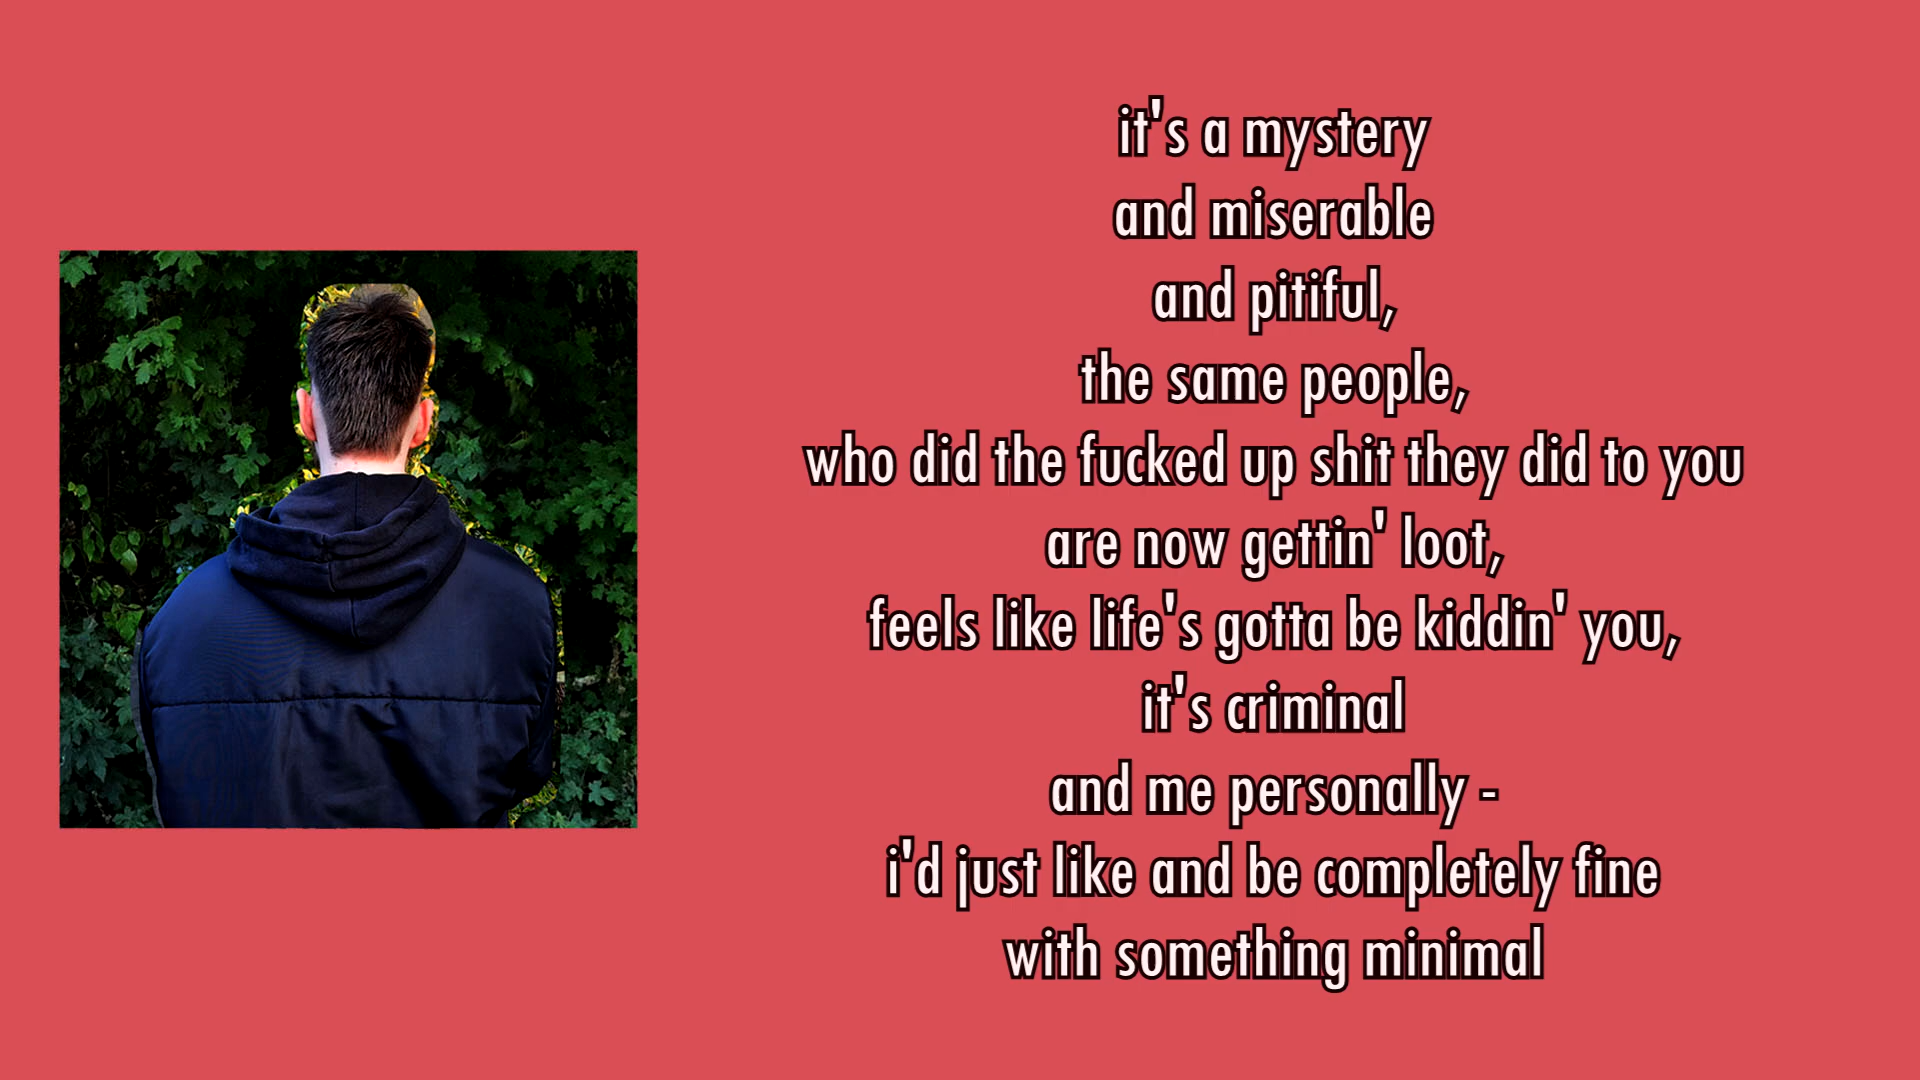 it's a mystery
and miserable
and pitiful,
the same people,
who did the fucked up shit they did to you
are now gettin' loot,
feels like life's gotta be kiddin' you,
it's criminal
and me personally -
i'd just like and be completely fine
with something minimal